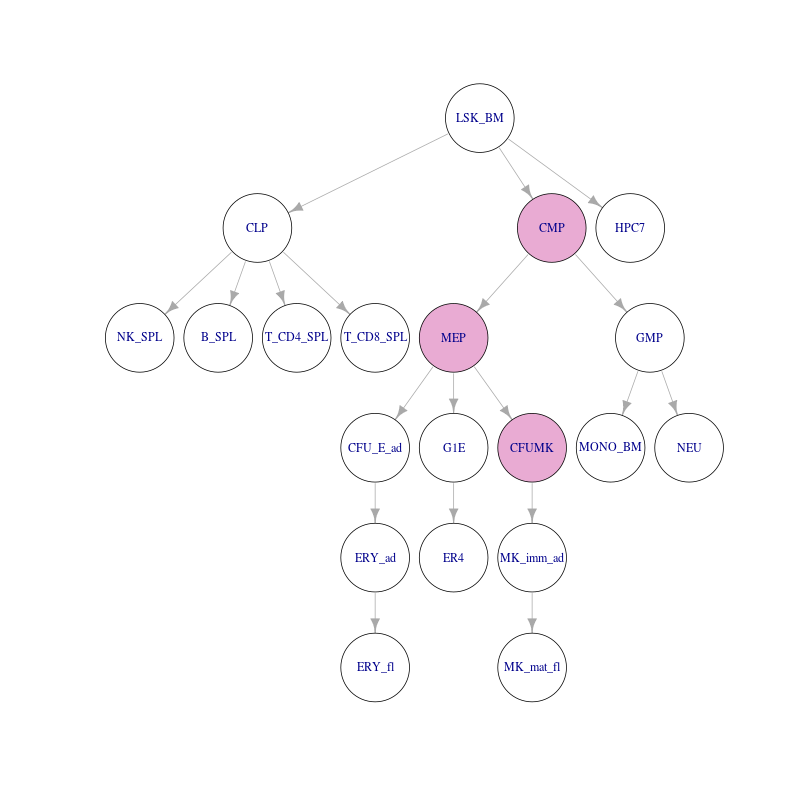 LSK_BM
CLP
CMP
HPC7
NK_SPL
B_SPL
T_CD4_SPL
T_CD8_SPL
MEP
GMP
CFU_E_ad
G1E
CFUMK
MONO_BM
NEU
ERY_ad
ER4
MK_imm_ad
ERY_fl
MK_mat_fl